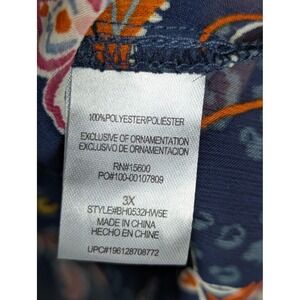 100%POLYESTER/POLIÉSTER
EXCLUSIVE OF ORNAMENTATION
EXCLUSIVO DE ORNAMENTACION
RN#15600
PO#100-00107809
3X
STYLE#BH0532HW5E
MADE IN CHINA
HECHO EN CHINE
UPC#196128708772